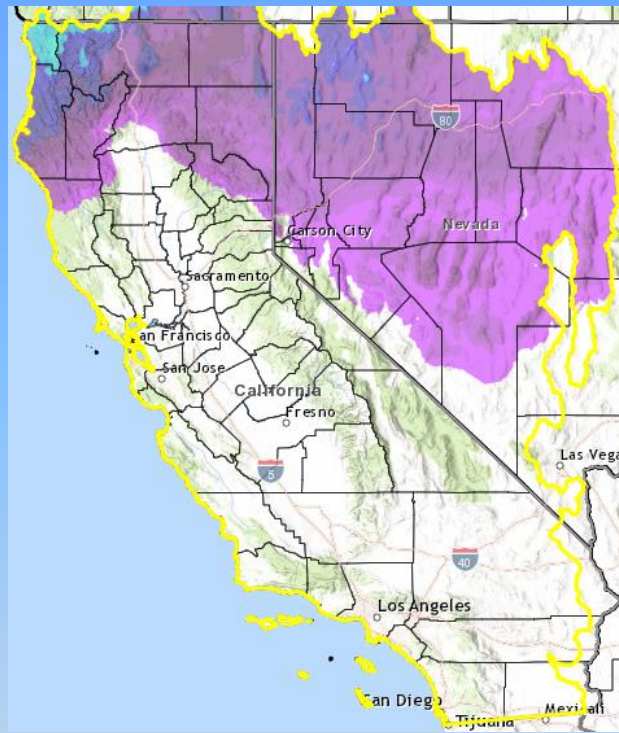 80
Nevada
Carson City
Sacramento
an Francisco
San Jose
California
Fresno
5
Las Vega
40
Los Angeles
San Diego
Mexicali
Tijuana